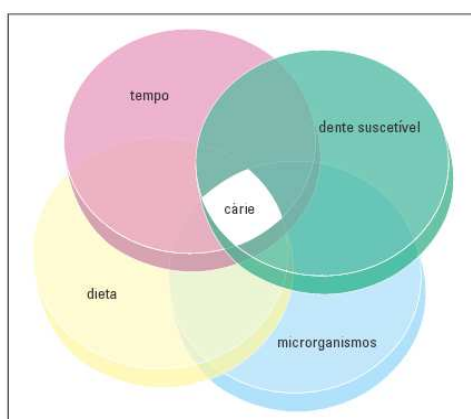 tempo
dente suscetível
cárie
dieta
microrganismos